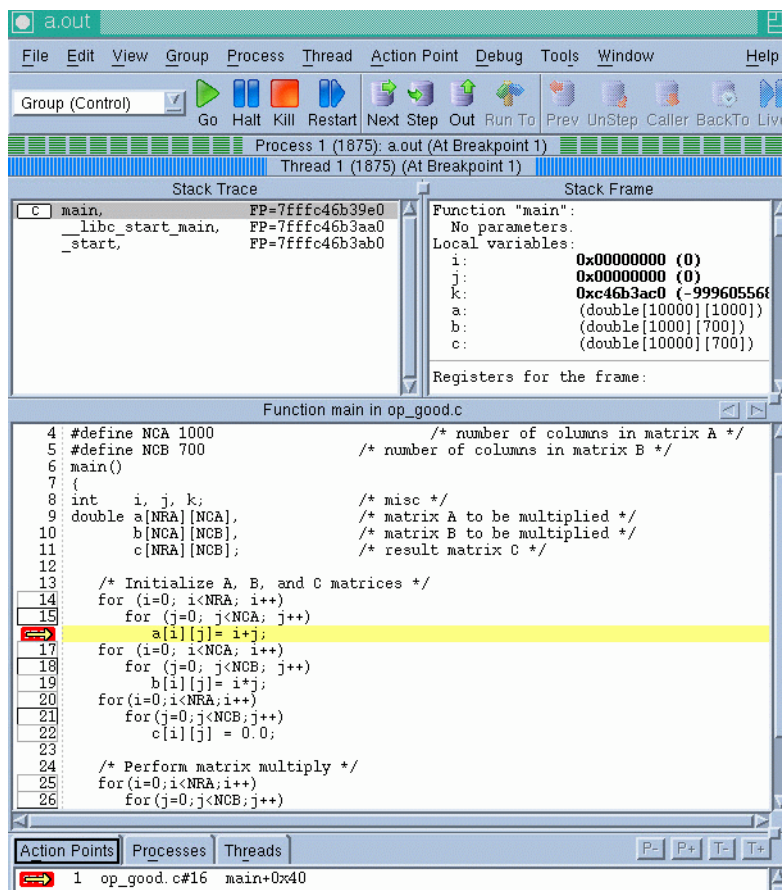 a.out
File Edit View Group Process Thread Action Point Debug Tools Window Help
Group (Control)
Go Halt Kill Restart Next Step Out Run To Prev UnStep Caller BackTo Live
Process 1 (1875): a.out (At Breakpoint 1)
Thread 1 (1875) (At Breakpoint 1)
Stack Trace
C main, FP=7fffc46b39e0
__libc_start_main, FP=7fffc46b3aa0
_start, FP=7fffc46b3ab0
Stack Frame
Function "main":
No parameters.
Local variables:
i: 0x00000000 (0)
j: 0x00000000 (0)
k: 0xc46b3ac0 (-999605568
a: (double[10000][1000])
b: (double[1000][700])
c: (double[10000][700])
Registers for the frame:
Function main in op_good.c
4 #define NCA 1000 /* number of columns in matrix A */
5 #define NCB 700 /* number of columns in matrix B */
6 main()
7 {
8 int i, j, k; /* misc */
9 double a[NRA][NCA], /* matrix A to be multiplied */
10 b[NCA][NCB], /* matrix B to be multiplied */
11 c[NRA][NCB]; /* result matrix C */
12
13 /* Initialize A, B, and C matrices */
14 for (i=0; i<NRA; i++)
15 for (j=0; j<NCA; j++)
a[i][j]= i+j;
17 for (i=0; i<NCA; i++)
18 for (j=0; j<NCB; j++)
19 b[i][j]= i*j;
20 for(i=0;i<NRA;i++)
21 for(j=0;j<NCB;j++)
22 c[i][j] = 0.0;
23
24 /* Perform matrix multiply */
25 for(i=0;i<NRA;i++)
26 for(j=0;j<NCB;j++)
Action Points Processes Threads P- P+ T- T+
1 op_good.c#16 main+0x40